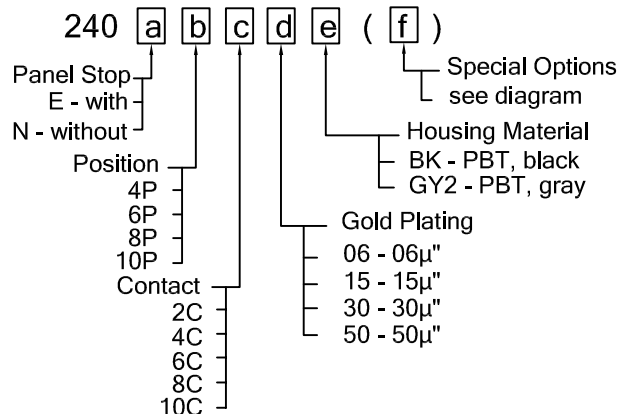 240 a b c d e ( f )
Panel Stop
E - with
N - without
Position
4P
6P
8P
10P
Contact
2C
4C
6C
8C
10C
Gold Plating
06 - 06µ"
15 - 15µ"
30 - 30µ"
50 - 50µ"
Housing Material
BK - PBT, black
GY2 - PBT, gray
Special Options
see diagram